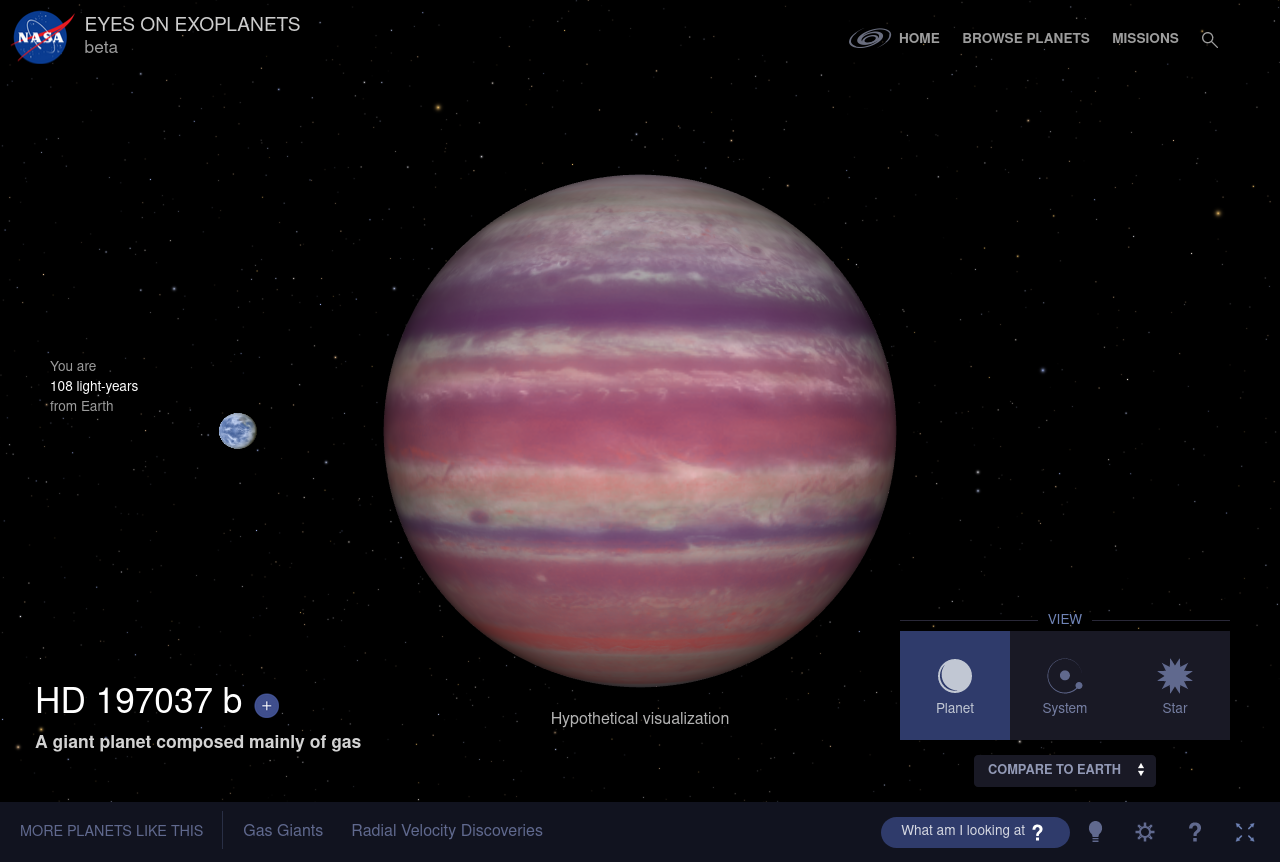 NASA
EYES ON EXOPLANETS
beta
HOME
BROWSE PLANETS
MISSIONS
You are
108 light-years
from Earth
HD 197037 b
+
A giant planet composed mainly of gas
Hypothetical visualization
VIEW
Planet
System
Star
COMPARE TO EARTH
MORE PLANETS LIKE THIS
Gas Giants
Radial Velocity Discoveries
What am I looking at ?
?